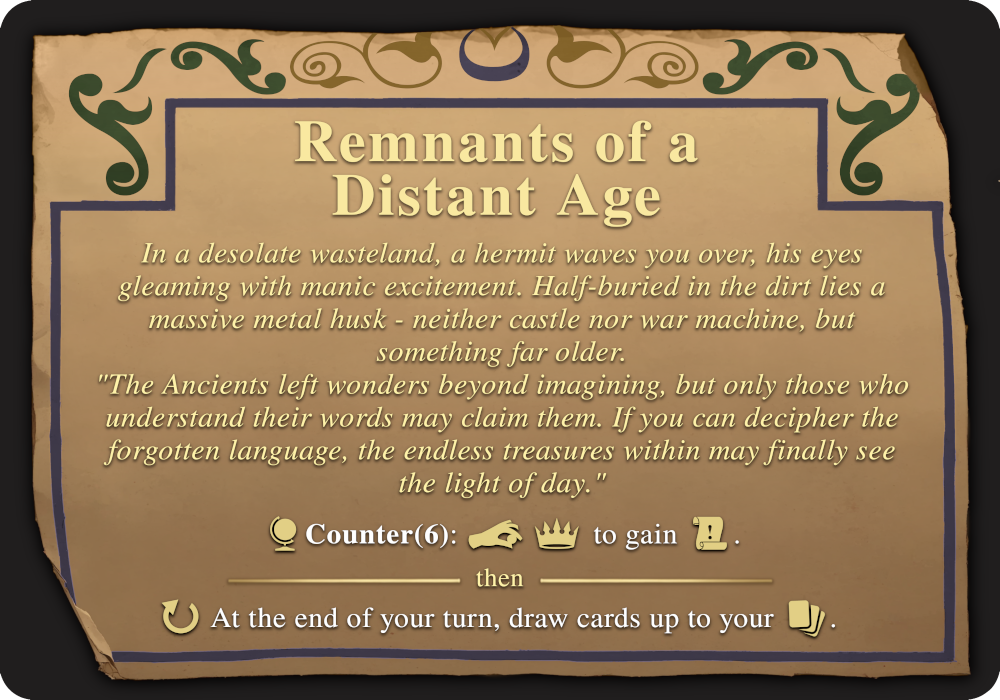 Remnants of a
Distant Age
In a desolate wasteland, a hermit waves you over, his eyes
gleaming with manic excitement. Half-buried in the dirt lies a
massive metal husk - neither castle nor war machine, but
something far older.
"The Ancients left wonders beyond imagining, but only those who
understand their words may claim them. If you can decipher the
forgotten language, the endless treasures within may finally see
the light of day."
Counter(6): to gain .
then
At the end of your turn, draw cards up to your .